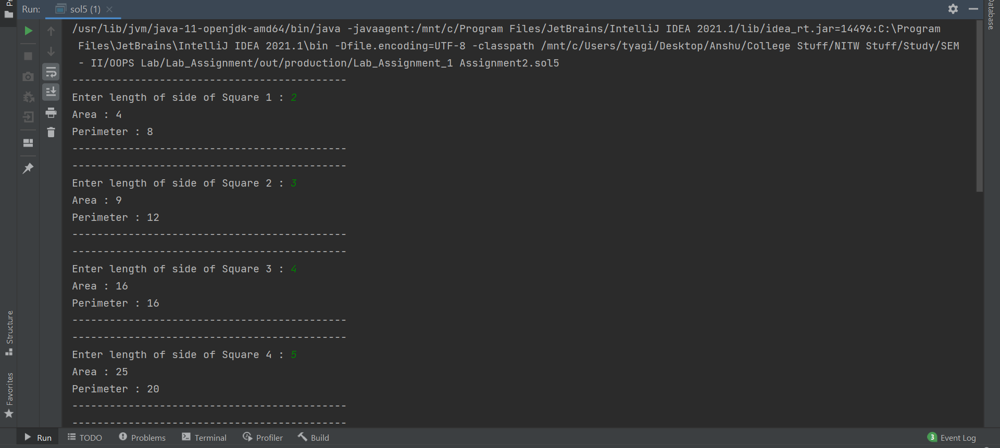 Run: sol5 (1)
/usr/lib/jvm/java-11-openjdk-amd64/bin/java -javaagent:/mnt/c/Program Files/JetBrains/IntelliJ IDEA 2021.1/lib/idea_rt.jar=14496:C:\Program
Files\JetBrains\IntelliJ IDEA 2021.1\bin -Dfile.encoding=UTF-8 -classpath /mnt/c/Users/tyagi/Desktop/Anshu/College Stuff/NITW Stuff/Study/SEM
- II/OOPS Lab/Lab_Assignment/out/production/Lab_Assignment_1 Assignment2.sol5
--------------------------------------------
Enter length of side of Square 1 : 2
Area : 4
Perimeter : 8
--------------------------------------------
--------------------------------------------
Enter length of side of Square 2 : 3
Area : 9
Perimeter : 12
--------------------------------------------
--------------------------------------------
Enter length of side of Square 3 : 4
Area : 16
Perimeter : 16
--------------------------------------------
--------------------------------------------
Enter length of side of Square 4 : 5
Area : 25
Perimeter : 20
--------------------------------------------
--------------------------------------------
Structure
Favorites
Database
Run TODO Problems Terminal Profiler Build 3 Event Log